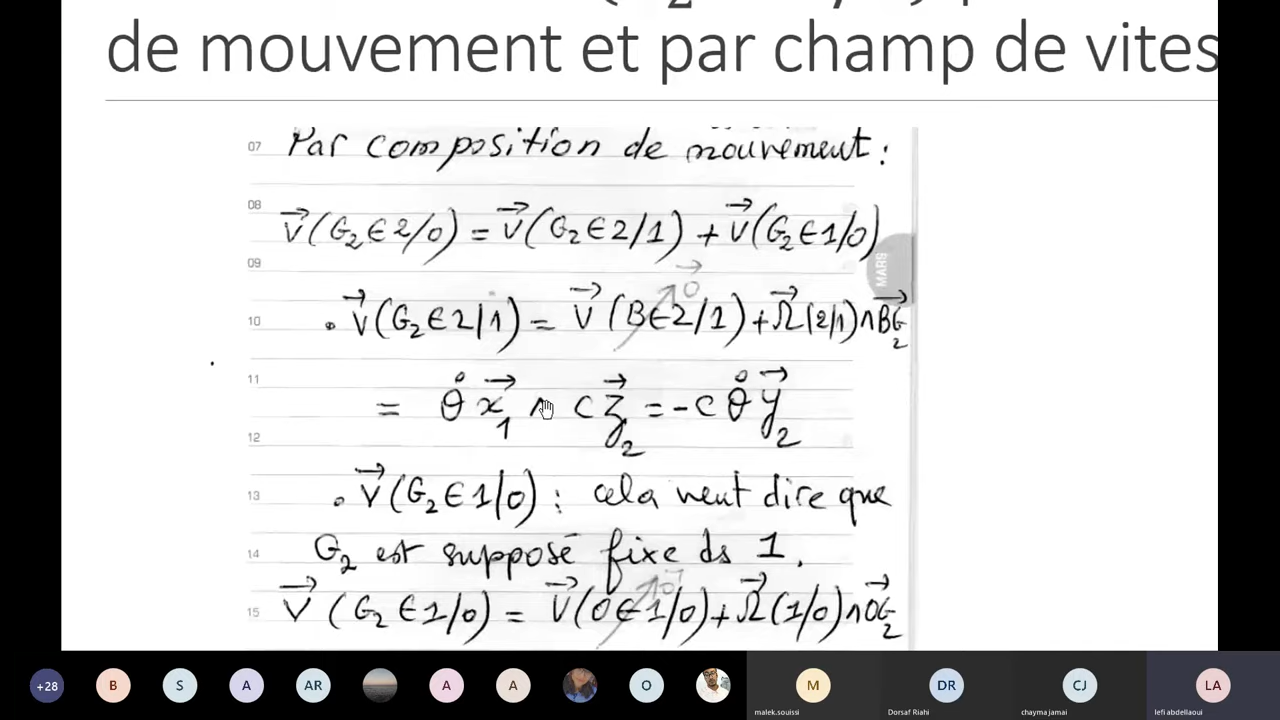 de mouvement et par champ de vites
07 Par composition de mouvement :
08 V⃗(G₂∈2/0) = V⃗(G₂∈2/1) + V⃗(G₂∈1/0)
09
MARS
10 • V⃗(G₂∈2/1) = V⃗(B∈2/1) + Ω⃗(2/1) ∧ BG₂⃗
0⃗
11 = θ̊ x₁⃗ ∧ C z₂⃗ = -C θ̊ y₂⃗
12
13 • V⃗(G₂∈1/0) : cela veut dire que
14 G₂ est supposé fixe ds 1.
15 V⃗(G₂∈1/0) = V⃗(O∈1/0) + Ω⃗(1/0) ∧ OG₂⃗
0⃗
+28 B S A AR A A O M DR CJ LA
malek.souissi Dorsaf Riahi chayma jamai lefi abdellaoui